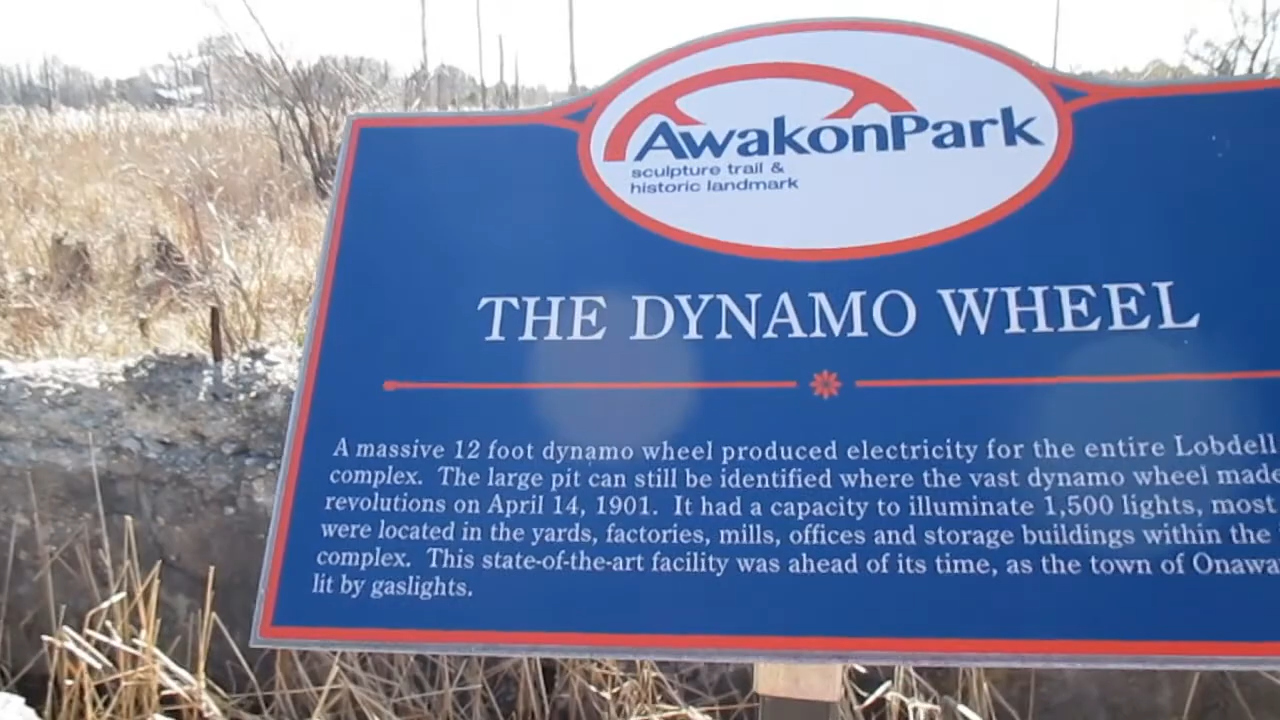 AwakonPark
sculpture trail &
historic landmark
THE DYNAMO WHEEL
A massive 12 foot dynamo wheel produced electricity for the entire Lobdell
complex. The large pit can still be identified where the vast dynamo wheel made
revolutions on April 14, 1901. It had a capacity to illuminate 1,500 lights, most
were located in the yards, factories, mills, offices and storage buildings within the
complex. This state-of-the-art facility was ahead of its time, as the town of Onawa
lit by gaslights.